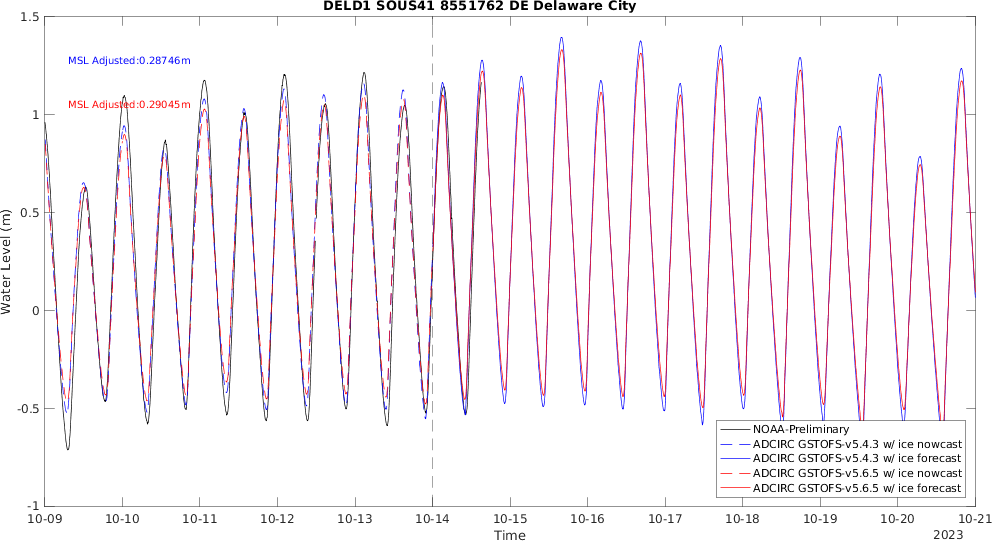 DELD1 SOUS41 8551762 DE Delaware City
MSL Adjusted:0.28746m
MSL Adjusted:0.29045m
Water Level (m)
1.5
1
0.5
0
-0.5
-1
NOAA-Preliminary
ADCIRC GSTOFS-v5.4.3 w/ ice nowcast
ADCIRC GSTOFS-v5.4.3 w/ ice forecast
ADCIRC GSTOFS-v5.6.5 w/ ice nowcast
ADCIRC GSTOFS-v5.6.5 w/ ice forecast
10-09 10-10 10-11 10-12 10-13 10-14 10-15 10-16 10-17 10-18 10-19 10-20 10-21
Time
2023